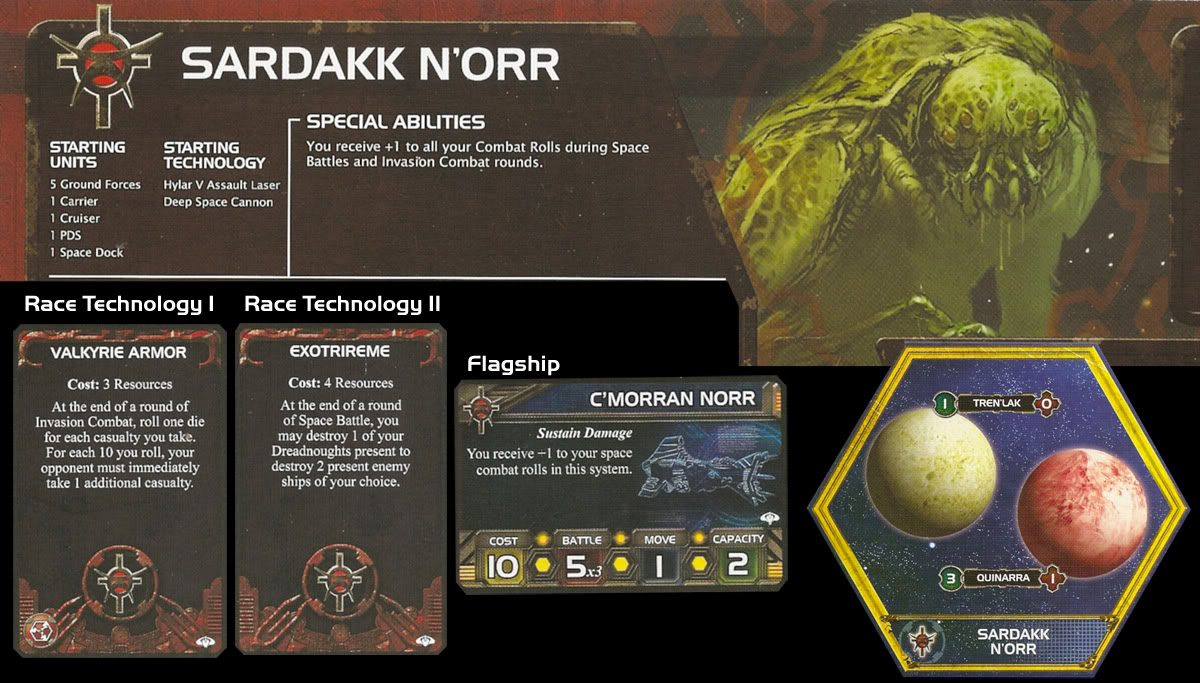 SARDAKK N'ORR
STARTING
UNITS
5 Ground Forces
1 Carrier
1 Cruiser
1 PDS
1 Space Dock
STARTING
TECHNOLOGY
Hylar V Assault Laser
Deep Space Cannon
SPECIAL ABILITIES
You receive +1 to all your Combat Rolls during Space
Battles and Invasion Combat rounds.
Race Technology I
VALKYRIE ARMOR
Cost: 3 Resources
At the end of a round of
Invasion Combat, roll one die
for each casualty you take.
For each 10 you roll, your
opponent must immediately
take 1 additional casualty.
Race Technology II
EXOTRIREME
Cost: 4 Resources
At the end of a round
of Space Battle, you
may destroy 1 of your
Dreadnoughts present to
destroy 2 present enemy
ships of your choice.
Flagship
C'MORRAN NORR
Sustain Damage
You receive +1 to your space
combat rolls in this system.
COST BATTLE MOVE CAPACITY
10 5x3 1 2
1 TREN'LAK 0
3 QUINARRA 1
SARDAKK
N'ORR